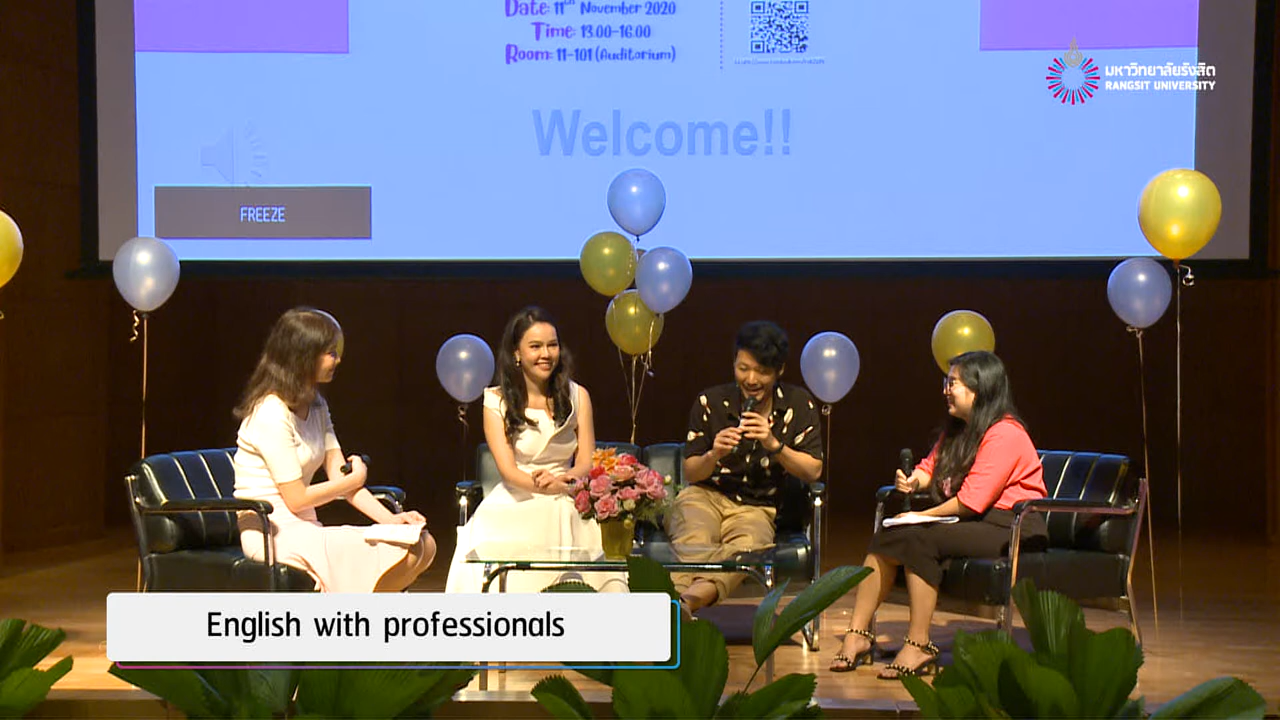 Date: 11th November 2020
Time: 13.00-16.00
Room: 11-101 (Auditorium)
มหาวิทยาลัยรังสิต
RANGSIT UNIVERSITY
Welcome!!
FREEZE
English with professionals